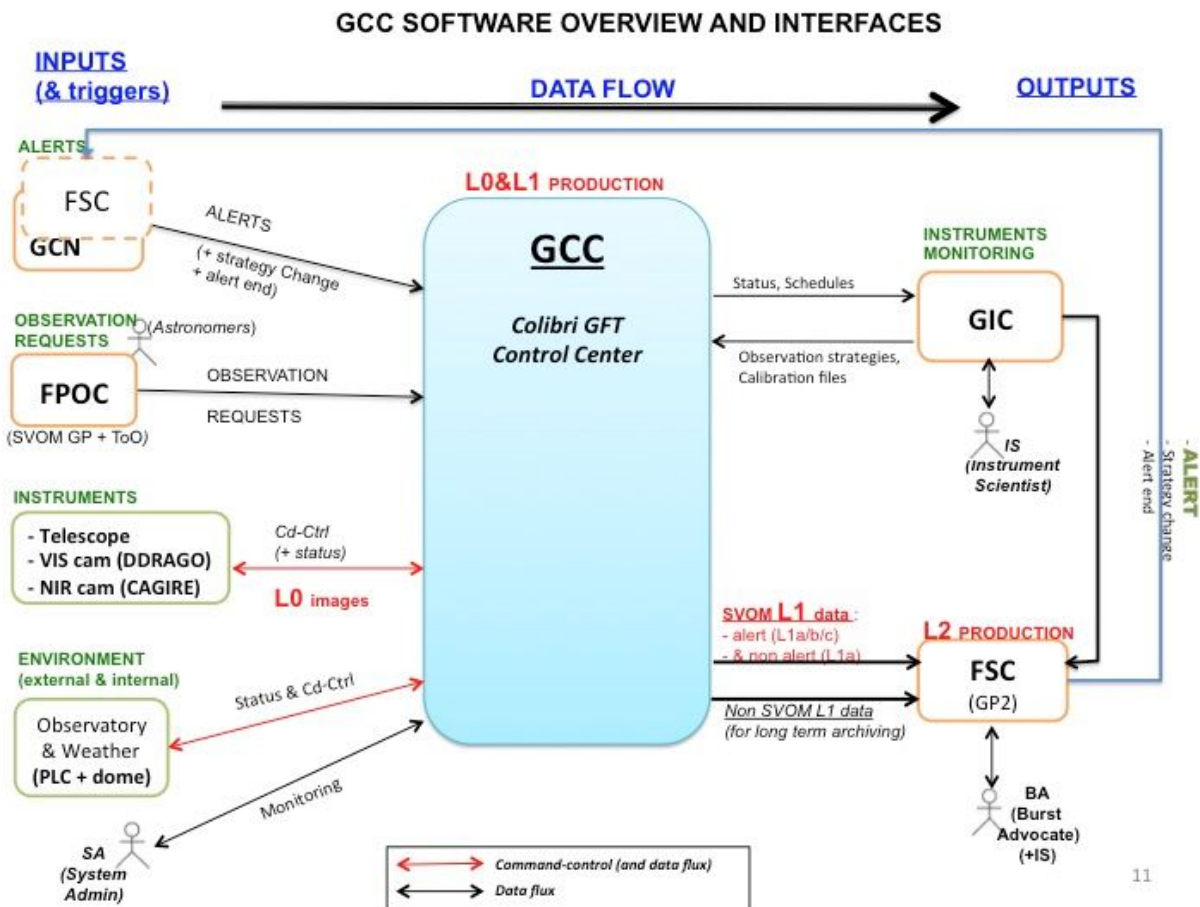 GCC SOFTWARE OVERVIEW AND INTERFACES
INPUTS
(& triggers)
DATA FLOW
OUTPUTS
ALERTS
FSC
GCN
ALERTS
(+ strategy Change
+ alert end)
OBSERVATION
REQUESTS
(Astronomers)
FPOC
(SVOM GP + ToO)
OBSERVATION
REQUESTS
INSTRUMENTS
- Telescope
- VIS cam (DDRAGO)
- NIR cam (CAGIRE)
Cd-Ctrl
(+ status)
L0 images
ENVIRONMENT
(external & internal)
Observatory
& Weather
(PLC + dome)
Status & Cd-Ctrl
Monitoring
SA
(System
Admin)
L0&L1 PRODUCTION
GCC
Colibri GFT
Control Center
Status, Schedules
Observation strategies,
Calibration files
INSTRUMENTS
MONITORING
GIC
IS
(Instrument
Scientist)
- ALERT
- Strategy change
- Alert end
SVOM L1 data :
- alert (L1a/b/c)
- & non alert (L1a)
Non SVOM L1 data
(for long term archiving)
L2 PRODUCTION
FSC
(GP2)
BA
(Burst
Advocate)
(+IS)
Command-control (and data flux)
Data flux
11